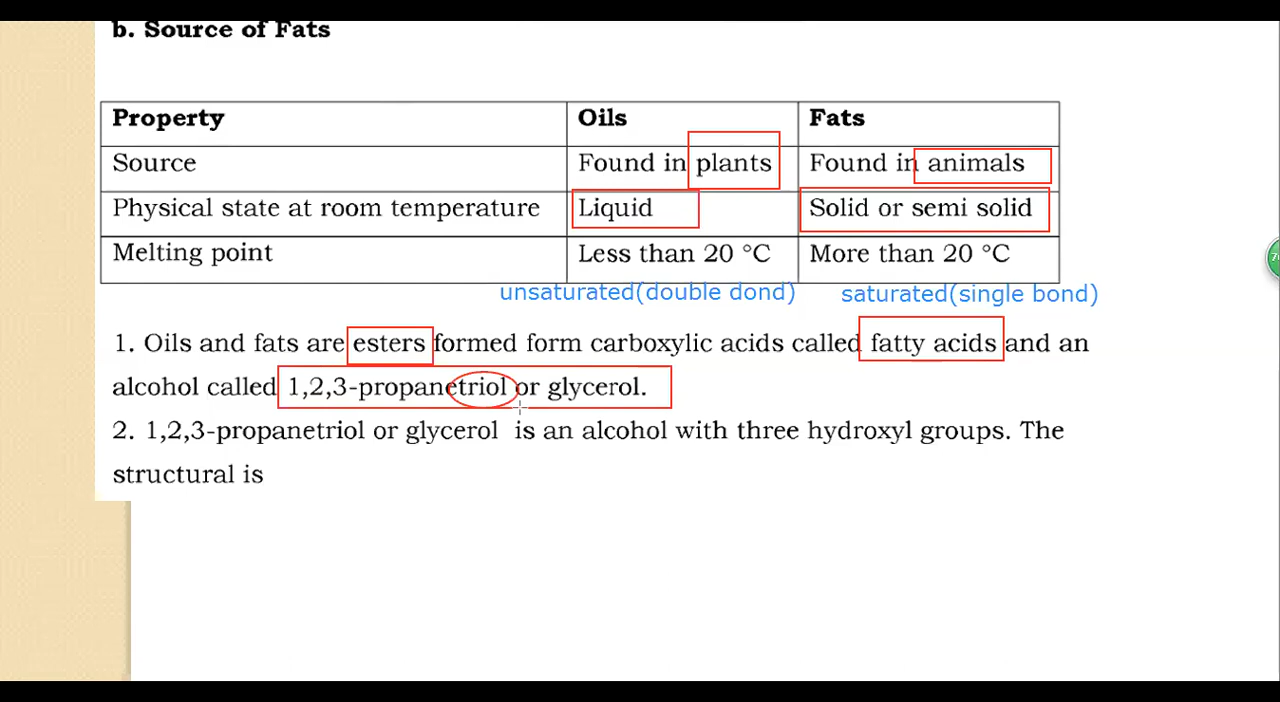 b. Source of Fats
Property Oils Fats
Source Found in plants Found in animals
Physical state at room temperature Liquid Solid or semi solid
Melting point Less than 20 °C More than 20 °C
unsaturated(double dond) saturated(single bond)
1. Oils and fats are esters formed form carboxylic acids called fatty acids and an
alcohol called 1,2,3-propanetriol or glycerol.
2. 1,2,3-propanetriol or glycerol is an alcohol with three hydroxyl groups. The
structural is